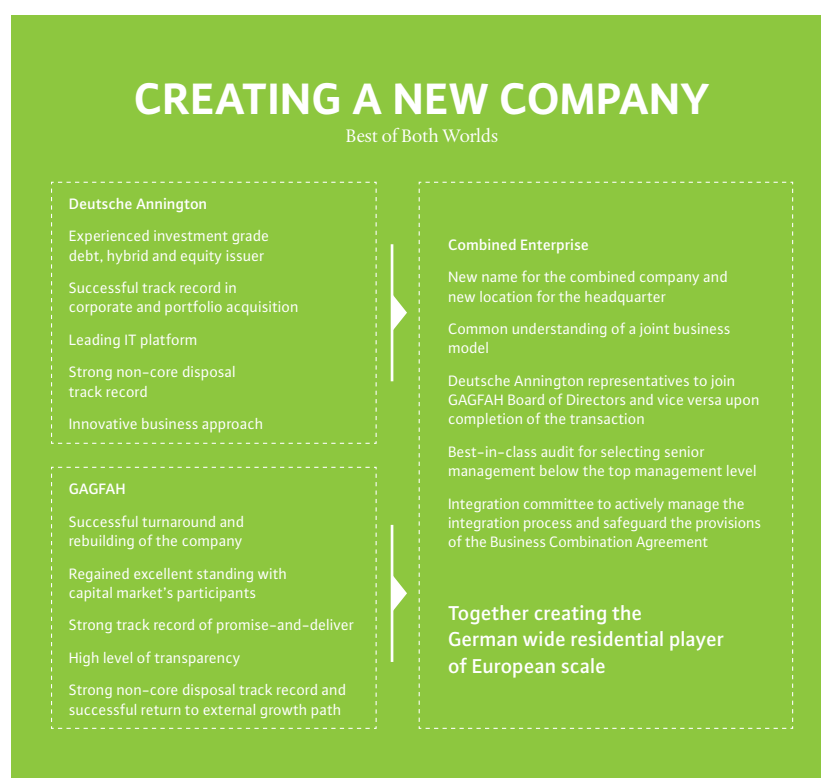 CREATING A NEW COMPANY
Best of Both Worlds
Deutsche Annington
Experienced investment grade
debt, hybrid and equity issuer
Successful track record in
corporate and portfolio acquisition
Leading IT platform
Strong non-core disposal
track record
Innovative business approach
GAGFAH
Successful turnaround and
rebuilding of the company
Regained excellent standing with
capital market's participants
Strong track record of promise-and-deliver
High level of transparency
Strong non-core disposal track record and
successful return to external growth path
Combined Enterprise
New name for the combined company and
new location for the headquarter
Common understanding of a joint business
model
Deutsche Annington representatives to join
GAGFAH Board of Directors and vice versa upon
completion of the transaction
Best-in-class audit for selecting senior
management below the top management level
Integration committee to actively manage the
integration process and safeguard the provisions
of the Business Combination Agreement
Together creating the
German wide residential player
of European scale